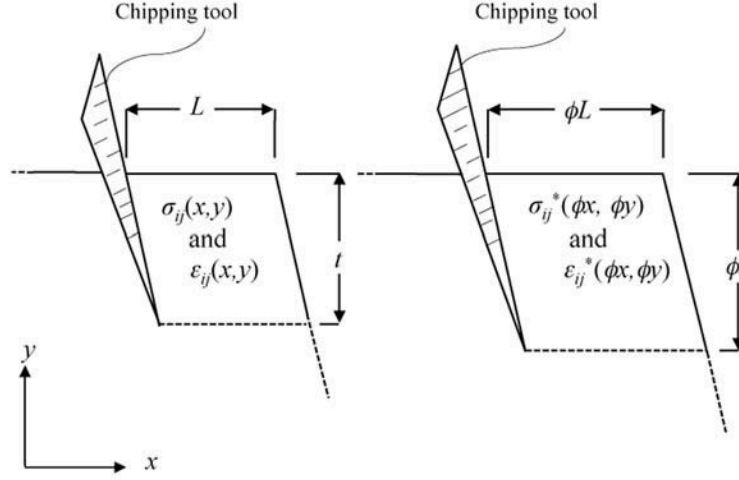 Chipping tool
L
σij(x,y)
and
εij(x,y)
t
y
x
Chipping tool
ϕL
σij*(ϕx, ϕy)
and
εij*(ϕx,ϕy)
ϕ